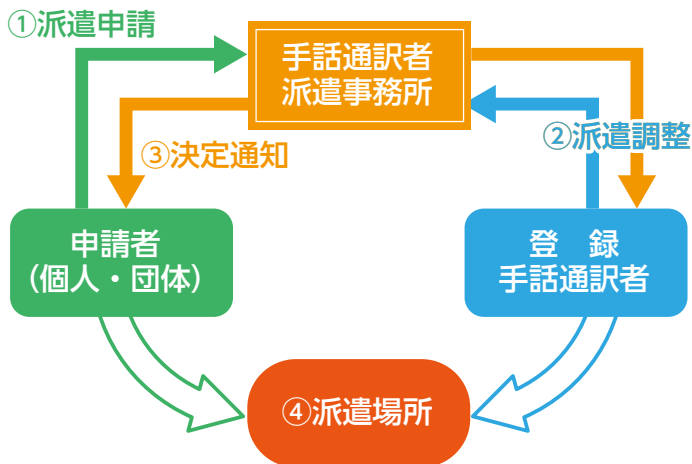 ①派遣申請
手話通訳者
派遣事務所
②派遣調整
③決定通知
申請者
（個人・団体）
登　録
手話通訳者
④派遣場所